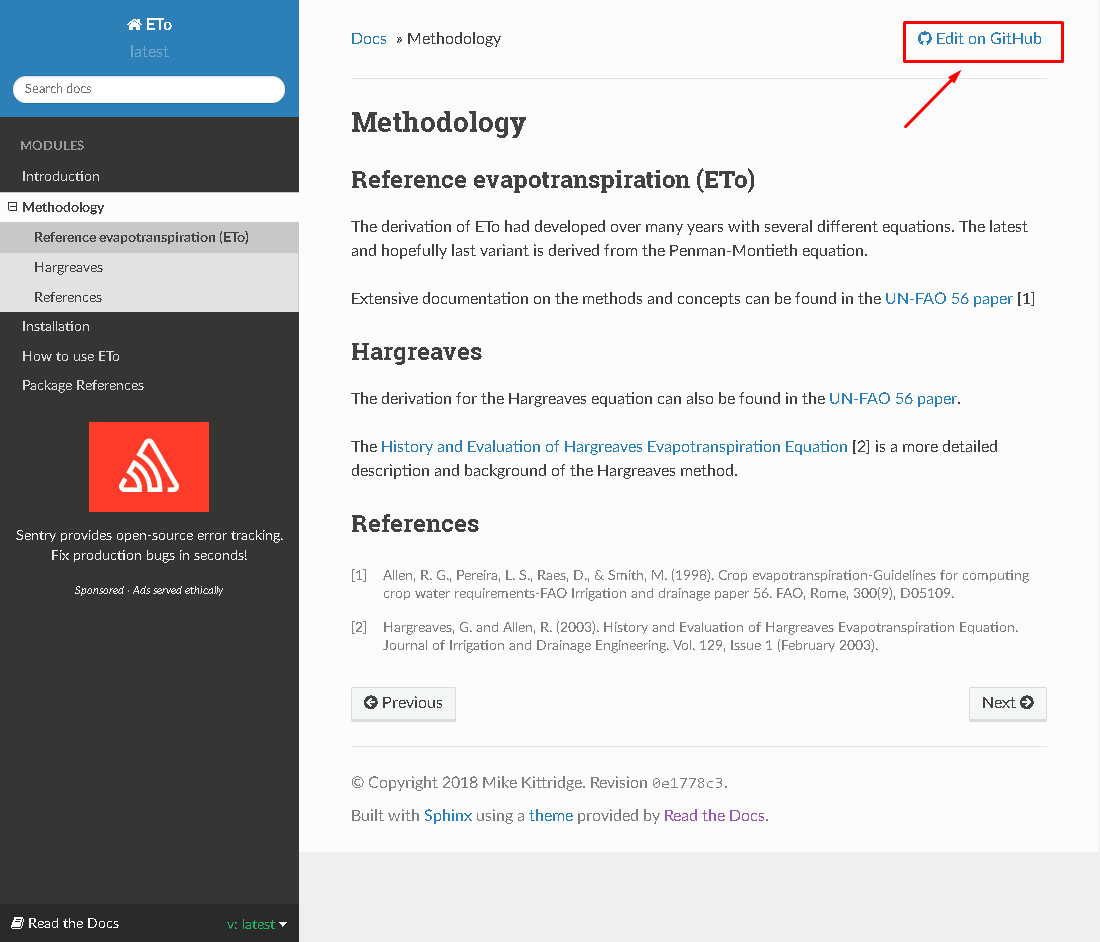 ETo
latest
Search docs
MODULES
Introduction
Methodology
Reference evapotranspiration (ETo)
Hargreaves
References
Installation
How to use ETo
Package References
Sentry provides open-source error tracking.
Fix production bugs in seconds!
Sponsored · Ads served ethically
Read the Docs
v: latest
Docs » Methodology
Edit on GitHub
Methodology
Reference evapotranspiration (ETo)
The derivation of ETo had developed over many years with several different equations. The latest
and hopefully last variant is derived from the Penman-Montieth equation.
Extensive documentation on the methods and concepts can be found in the UN-FAO 56 paper [1]
Hargreaves
The derivation for the Hargreaves equation can also be found in the UN-FAO 56 paper.
The History and Evaluation of Hargreaves Evapotranspiration Equation [2] is a more detailed
description and background of the Hargreaves method.
References
[1] Allen, R. G., Pereira, L. S., Raes, D., & Smith, M. (1998). Crop evapotranspiration-Guidelines for computing
crop water requirements-FAO Irrigation and drainage paper 56. FAO, Rome, 300(9), D05109.
[2] Hargreaves, G. and Allen, R. (2003). History and Evaluation of Hargreaves Evapotranspiration Equation.
Journal of Irrigation and Drainage Engineering. Vol. 129, Issue 1 (February 2003).
Previous
Next
© Copyright 2018 Mike Kittridge. Revision 0e1778c3.
Built with Sphinx using a theme provided by Read the Docs.